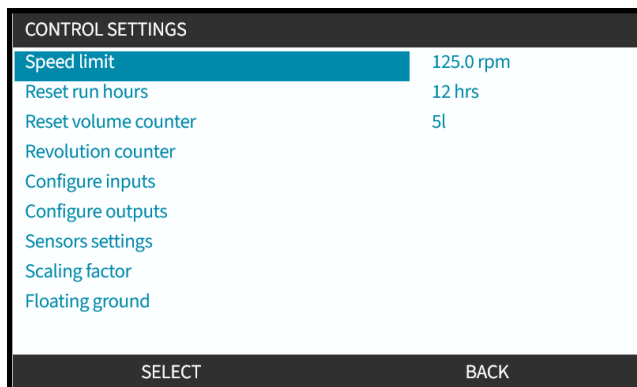 CONTROL SETTINGS
Speed limit 125.0 rpm
Reset run hours 12 hrs
Reset volume counter 5l
Revolution counter
Configure inputs
Configure outputs
Sensors settings
Scaling factor
Floating ground
SELECT BACK